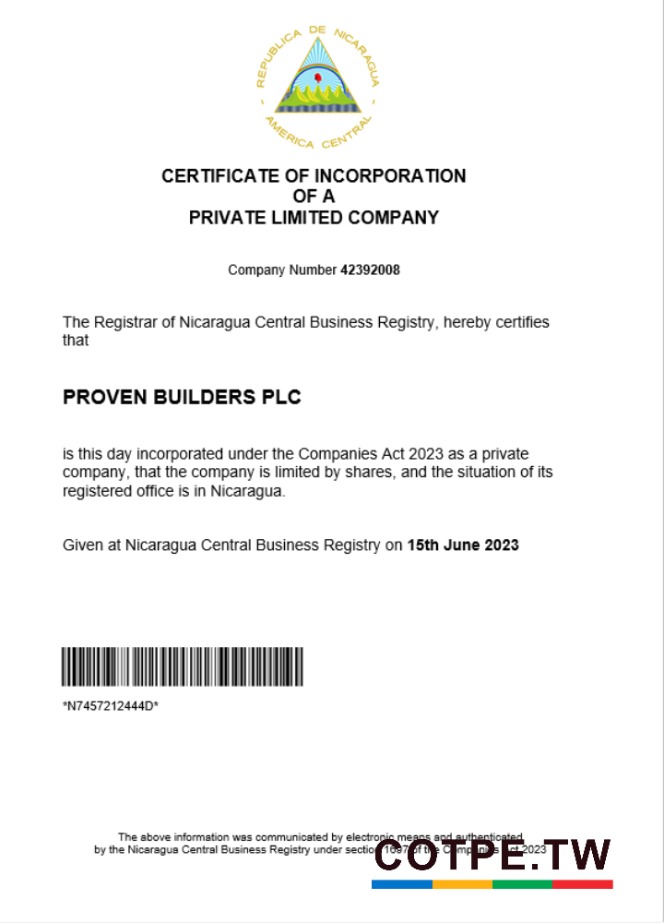 REPUBLICA DE NICARAGUA
AMERICA CENTRAL
CERTIFICATE OF INCORPORATION
OF A
PRIVATE LIMITED COMPANY
Company Number 42392008
The Registrar of Nicaragua Central Business Registry, hereby certifies
that
PROVEN BUILDERS PLC
is this day incorporated under the Companies Act 2023 as a private
company, that the company is limited by shares, and the situation of its
registered office is in Nicaragua.
Given at Nicaragua Central Business Registry on 15th June 2023
*N7457212444D*
The above information was communicated by electronic means and authenticated
by the Nicaragua Central Business Registry under section 1697 of the Companies Act 2023
COTPE.TW